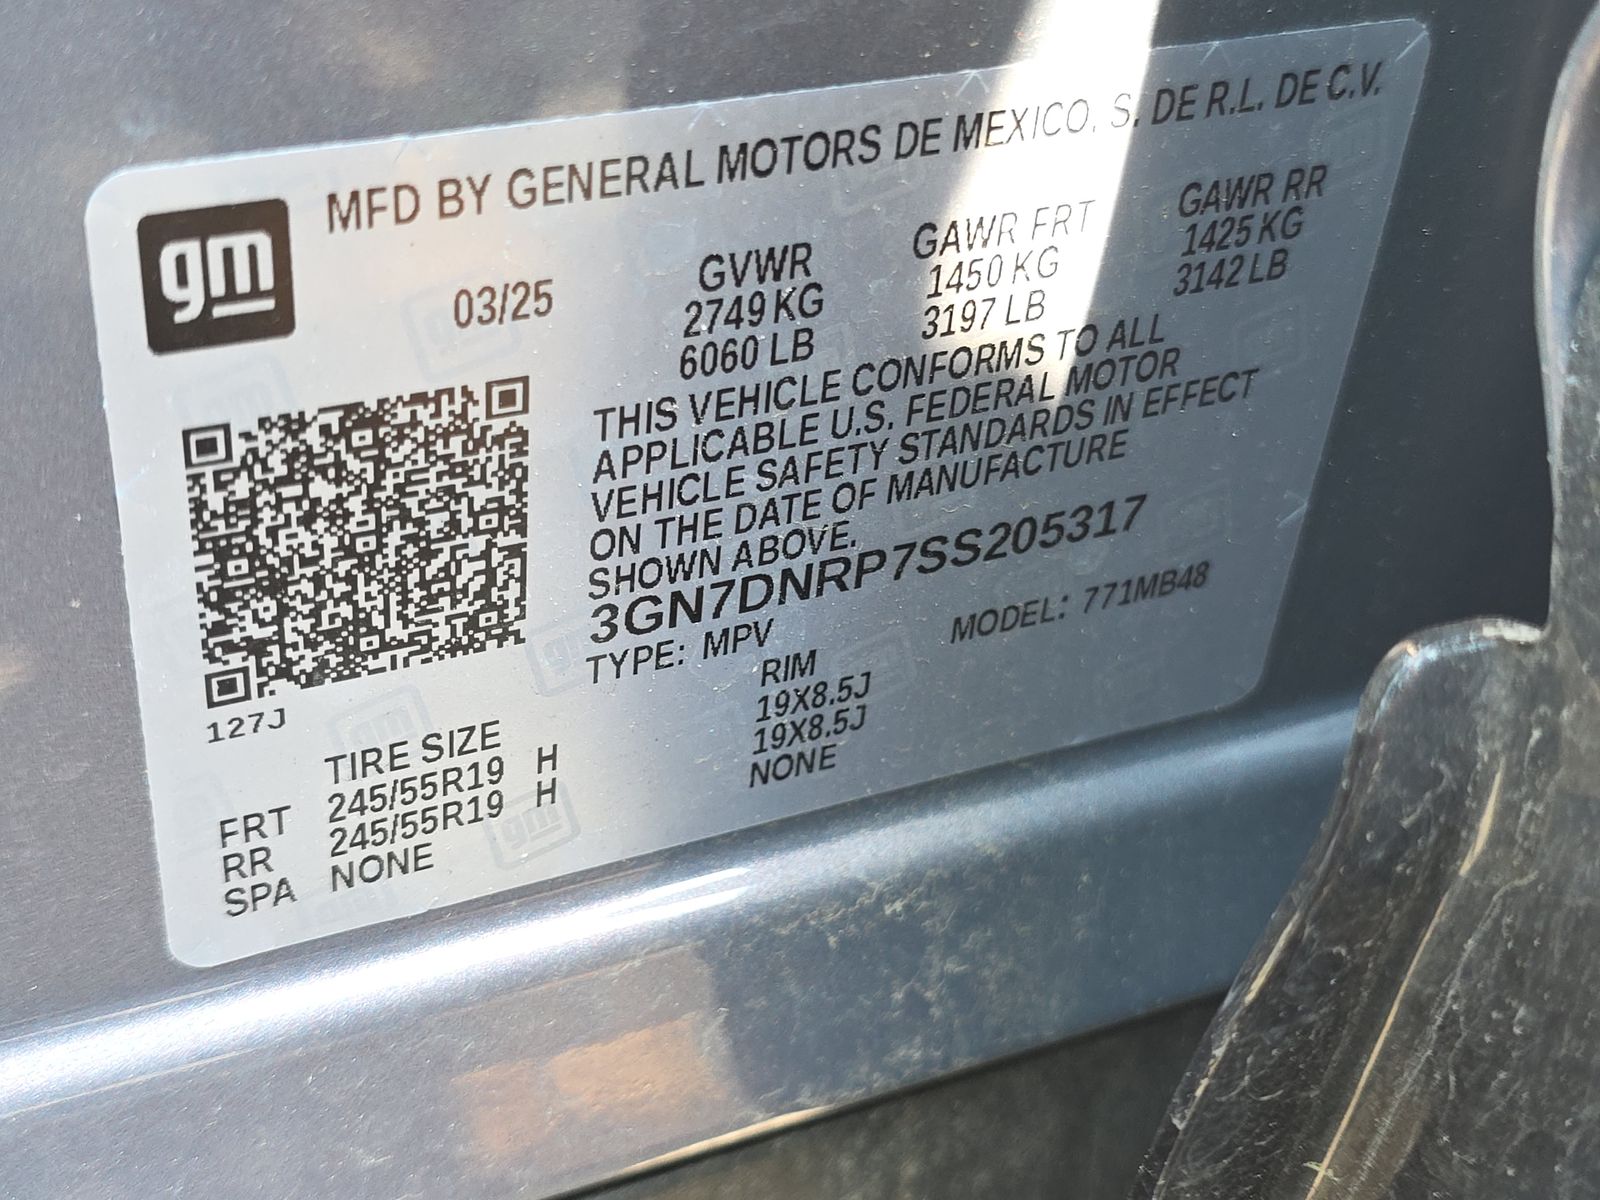 gm
MFD BY GENERAL MOTORS DE MEXICO, S. DE R.L. DE C.V.
03/25
GVWR GAWR FRT GAWR RR
2749 KG 1450 KG 1425 KG
6060 LB 3197 LB 3142 LB
THIS VEHICLE CONFORMS TO ALL
APPLICABLE U.S. FEDERAL MOTOR
VEHICLE SAFETY STANDARDS IN EFFECT
ON THE DATE OF MANUFACTURE
SHOWN ABOVE.
3GN7DNRP7SS205317
TYPE: MPV MODEL: 771MB48
127J
TIRE SIZE RIM
FRT 245/55R19 H 19X8.5J
RR 245/55R19 H 19X8.5J
SPA NONE NONE